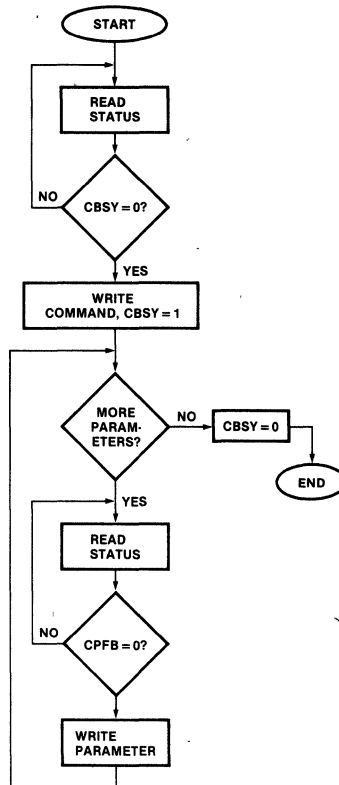 START
READ
STATUS
NO
CBSY = 0?
YES
WRITE
COMMAND, CBSY = 1
MORE
PARAM-
ETERS?
NO
CBSY = 0
END
YES
READ
STATUS
NO
CPFB = 0?
WRITE
PARAMETER